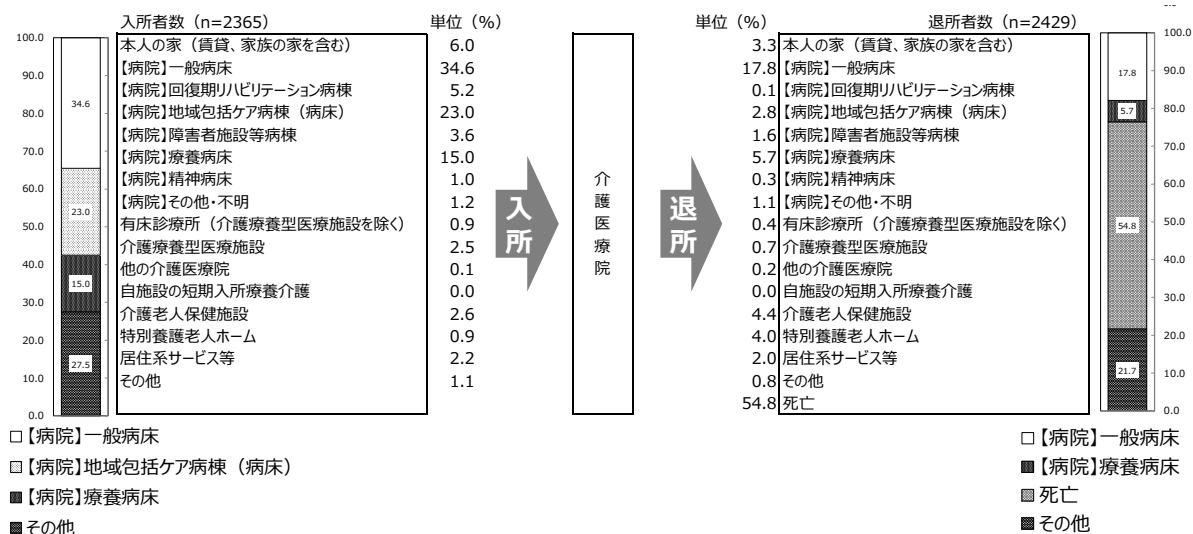 入所者数（n=2365） 単位（%）
本人の家（賃貸、家族の家を含む） 6.0
【病院】一般病床 34.6
【病院】回復期リハビリテーション病棟 5.2
【病院】地域包括ケア病棟（病床） 23.0
【病院】障害者施設等病棟 3.6
【病院】療養病床 15.0
【病院】精神病床 1.0
【病院】その他・不明 1.2
有床診療所（介護療養型医療施設を除く） 0.9
介護療養型医療施設 2.5
他の介護医療院 0.1
自施設の短期入所療養介護 0.0
介護老人保健施設 2.6
特別養護老人ホーム 0.9
居住系サービス等 2.2
その他 1.1
100.0
90.0
80.0
70.0
60.0
50.0
40.0
30.0
20.0
10.0
0.0
34.6
23.0
15.0
27.5
□【病院】一般病床
【病院】地域包括ケア病棟（病床）
■【病院】療養病床
■その他
入所
介護医療院
退所
単位（%） 退所者数（n=2429）
3.3 本人の家（賃貸、家族の家を含む）
17.8 【病院】一般病床
0.1 【病院】回復期リハビリテーション病棟
2.8 【病院】地域包括ケア病棟（病床）
1.6 【病院】障害者施設等病棟
5.7 【病院】療養病床
0.3 【病院】精神病床
1.1 【病院】その他・不明
0.4 有床診療所（介護療養型医療施設を除く）
0.7 介護療養型医療施設
0.2 他の介護医療院
0.0 自施設の短期入所療養介護
4.4 介護老人保健施設
4.0 特別養護老人ホーム
2.0 居住系サービス等
0.8 その他
54.8 死亡
17.8
5.7
54.8
21.7
100.0
90.0
80.0
70.0
60.0
50.0
40.0
30.0
20.0
10.0
0.0
□【病院】一般病床
■【病院】療養病床
死亡
■その他